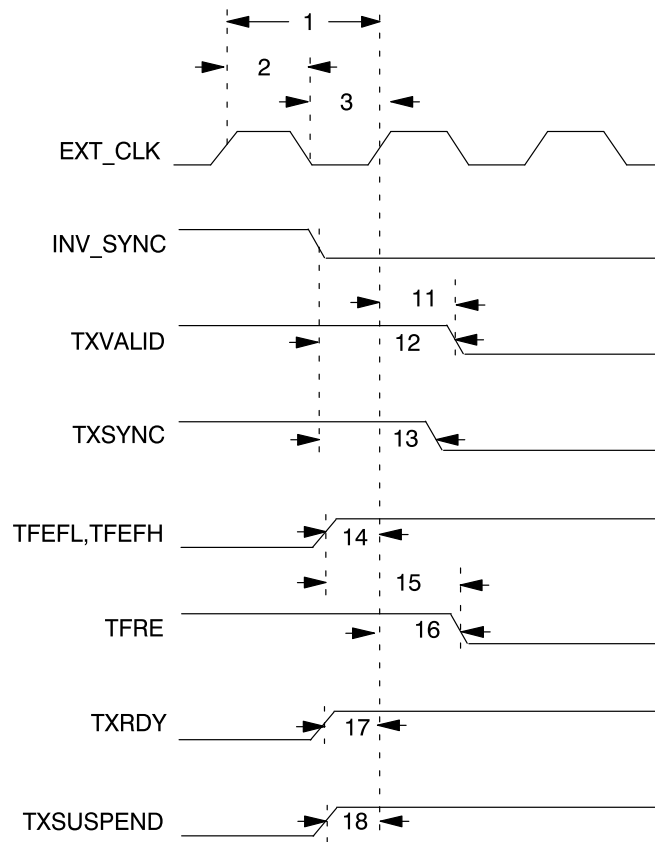 1
2
3
EXT_CLK
INV_SYNC
11
TXVALID 12
TXSYNC 13
TFEFL,TFEFH 14
15
TFRE 16
TXRDY 17
TXSUSPEND 18